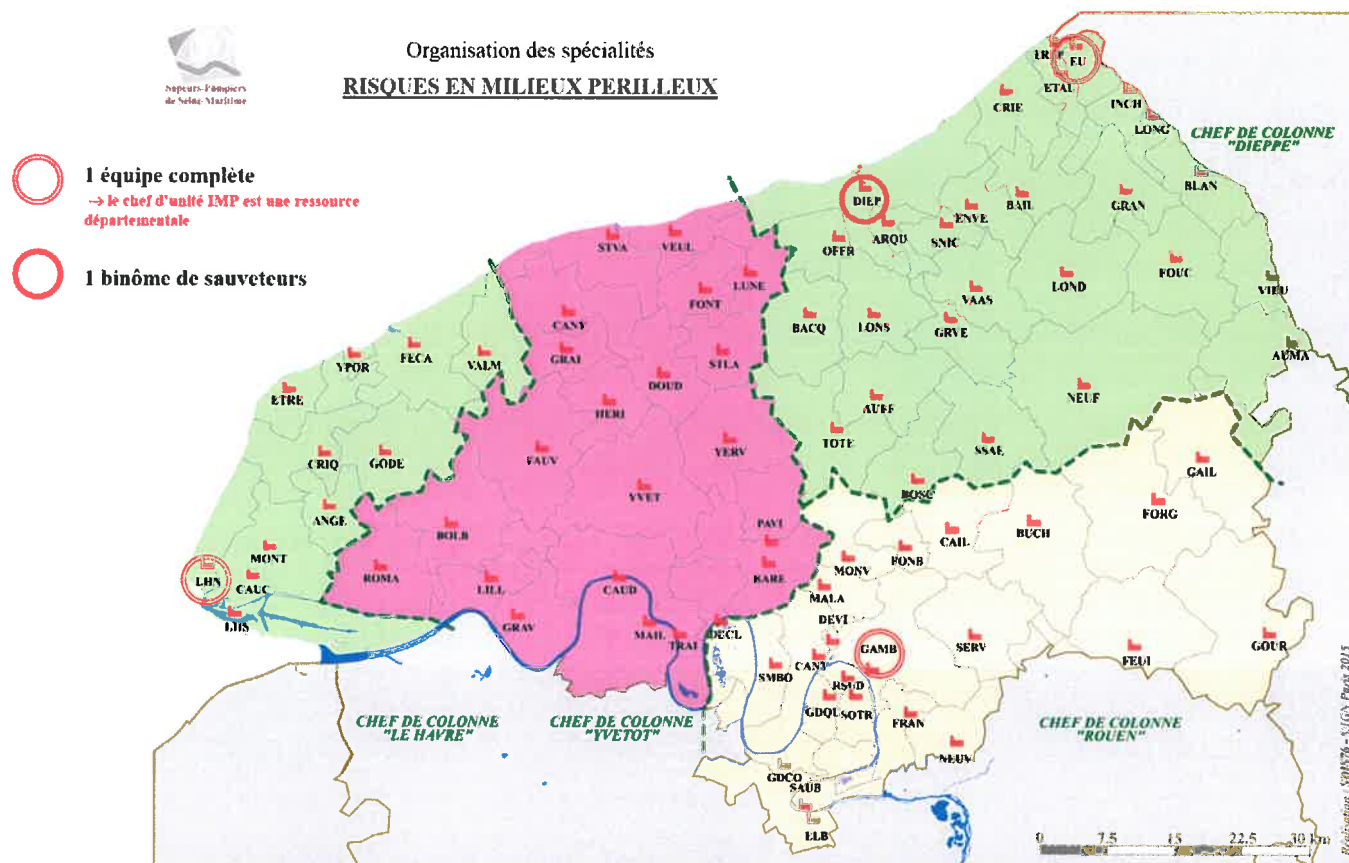 Organisation des spécialités
RISQUES EN MILIEUX PERILLEUX
Sapeurs-Pompiers
de Seine-Maritime
1 équipe complète
→ le chef d'unité IMP est une ressource
départementale
1 binôme de sauveteurs
EU
ETAL
CRIE
INCH
LONG
CHEF DE COLONNE
"DIEPPE"
BLAN
DIEP
ENVE
BAIL
GRAN
OFFR
ARQU
SNIC
STVA
VEUL
LUNE
FONT
VAAS
LOND
FOUC
VIEU
CANY
BACQ
LONS
GRVE
YPOR
FECA
VALM
GRAI
STLA
AUMA
DOUD
ETRE
HERI
AUFF
NEUF
TOTE
SSAE
CRIQ
GODE
FAUV
YERV
GAIL
YVET
BOSC
ANGE
FORG
BOLB
PAVI
CAIL
BUCH
MONT
LHN
CAUC
ROMA
LILL
CAUD
BARE
MONV
FONB
MALA
LHS
GRAV
MAIL
TRAI
DECL
DEVI
GAMB
SERV
FEUI
GOUR
SMBO
CANT
RSUD
GDQU
SOTR
FRAN
NEUV
CHEF DE COLONNE
"LE HAVRE"
CHEF DE COLONNE
"YVETOT"
CHEF DE COLONNE
"ROUEN"
GDCO
SAUB
ELB
0 7.5 15 22.5 30 km
Réalisation : SDIS76 - S/SIGN Paris 2015